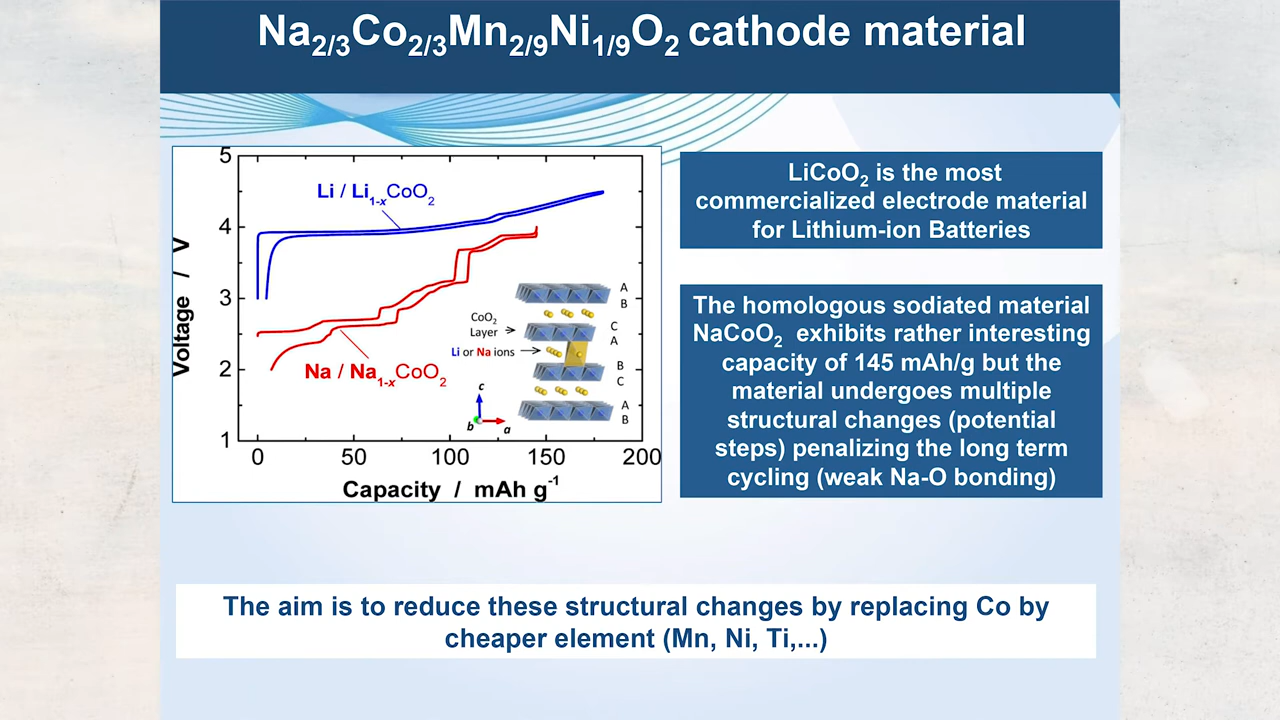 Na2/3Co2/3Mn2/9Ni1/9O2 cathode material
5
4
3
2
1
Voltage / V
Li / Li1-xCoO2
Na / Na1-xCoO2
CoO2
Layer
Li or Na ions
A
B
C
A
B
C
A
B
c
b
a
0
50
100
150
200
Capacity / mAh g-1
LiCoO2 is the most
commercialized electrode material
for Lithium-ion Batteries
The homologous sodiated material
NaCoO2 exhibits rather interesting
capacity of 145 mAh/g but the
material undergoes multiple
structural changes (potential
steps) penalizing the long term
cycling (weak Na-O bonding)
The aim is to reduce these structural changes by replacing Co by
cheaper element (Mn, Ni, Ti,...)